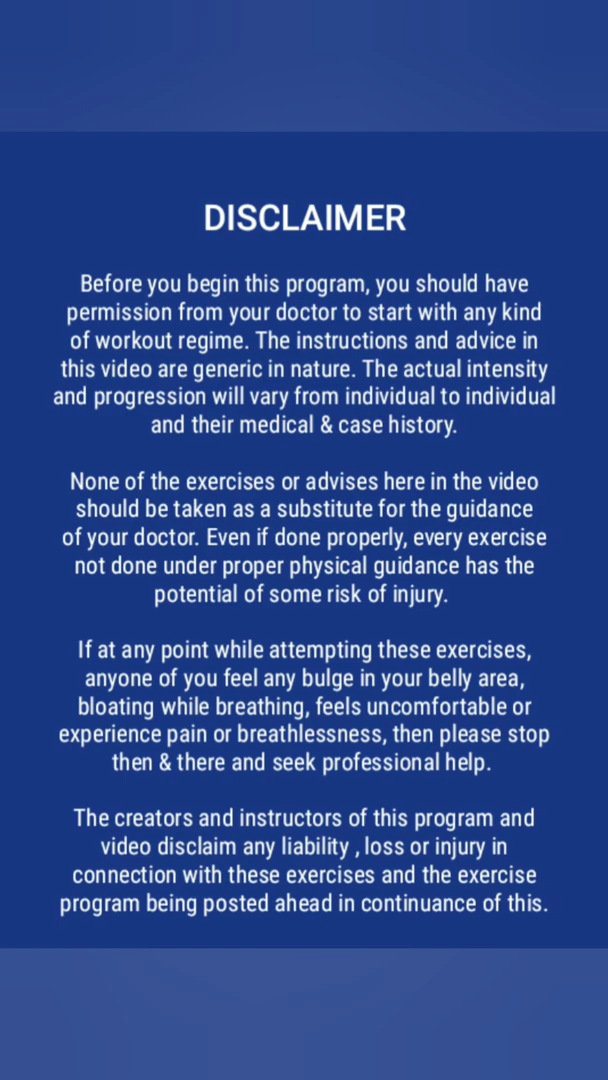 DISCLAIMER
Before you begin this program, you should have
permission from your doctor to start with any kind
of workout regime. The instructions and advice in
this video are generic in nature. The actual intensity
and progression will vary from individual to individual
and their medical & case history.
None of the exercises or advises here in the video
should be taken as a substitute for the guidance
of your doctor. Even if done properly, every exercise
not done under proper physical guidance has the
potential of some risk of injury.
If at any point while attempting these exercises,
anyone of you feel any bulge in your belly area,
bloating while breathing, feels uncomfortable or
experience pain or breathlessness, then please stop
then & there and seek professional help.
The creators and instructors of this program and
video disclaim any liability , loss or injury in
connection with these exercises and the exercise
program being posted ahead in continuance of this.